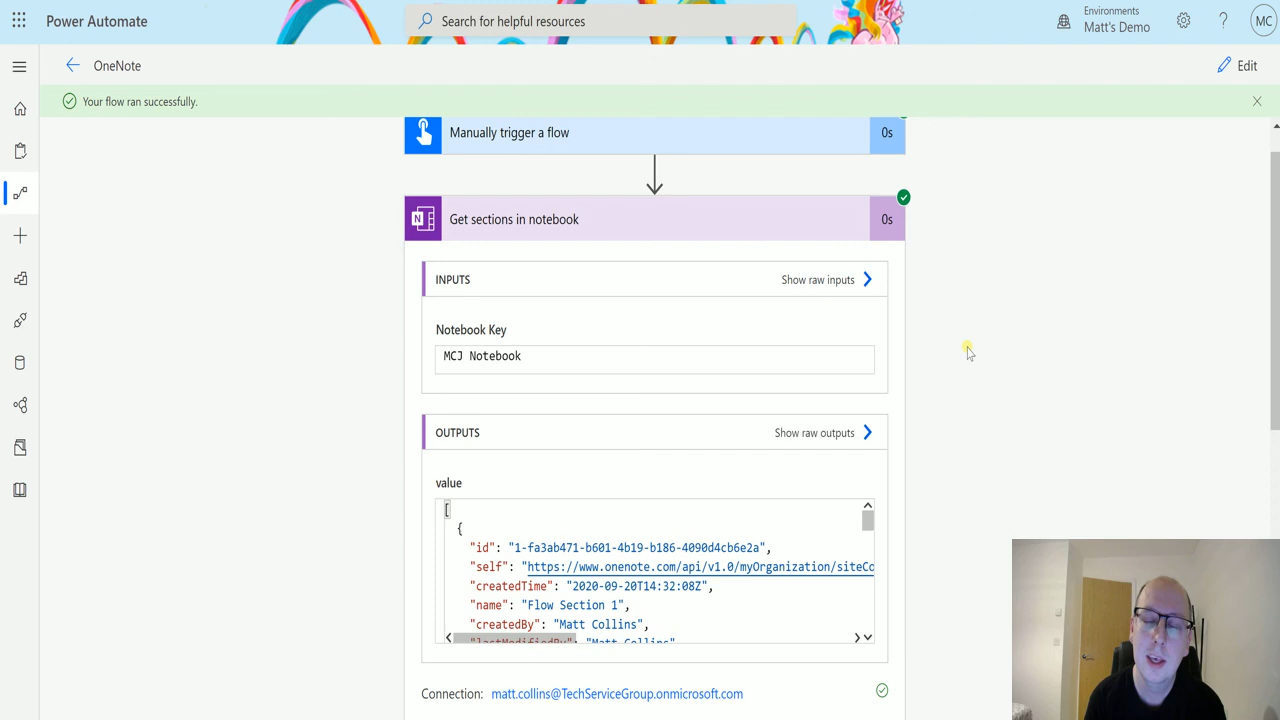 Power Automate
Search for helpful resources
Environments
Matt's Demo
?
MC
OneNote
Edit
Your flow ran successfully.
Manually trigger a flow
0s
N
Get sections in notebook
0s
INPUTS
Show raw inputs
Notebook Key
MCJ Notebook
OUTPUTS
Show raw outputs
value
[
{
"id": "1-fa3ab471-b601-4b19-b186-4090d4cb6e2a",
"self": "https://www.onenote.com/api/v1.0/myOrganization/siteCo
"createdTime": "2020-09-20T14:32:08Z",
"name": "Flow Section 1",
"createdBy": "Matt Collins",
"lastModifiedBy": "Matt Collins",
Connection: matt.collins@TechServiceGroup.onmicrosoft.com